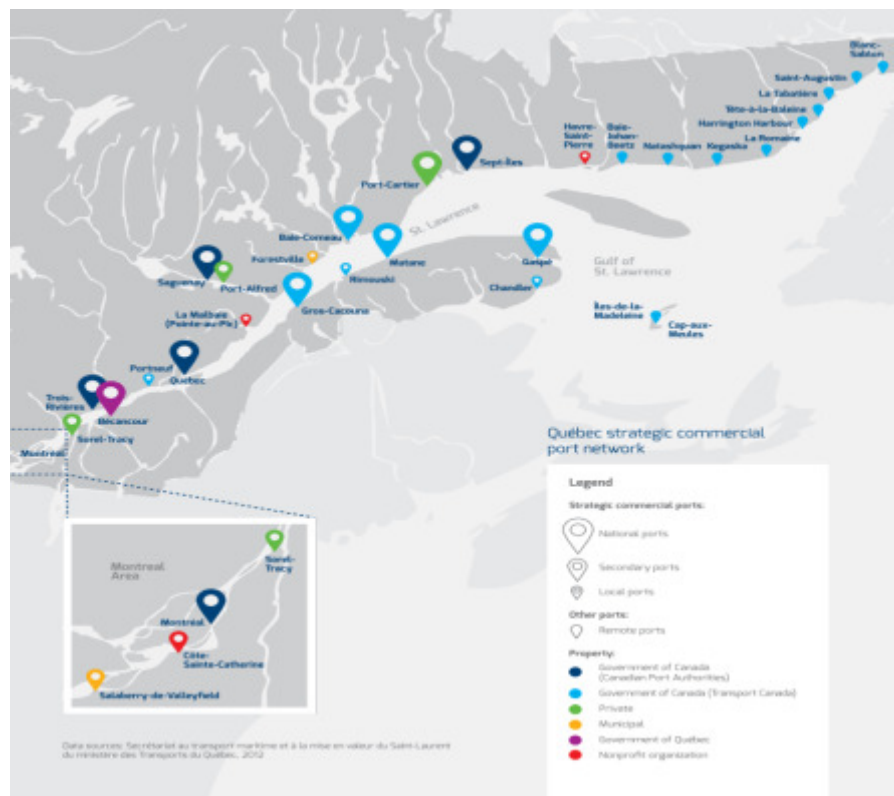 Blanc-
Sablon
Saint-Augustin
La Tabatière
Tête-à-la-Baleine
Harrington Harbour
La Romaine
Havre-
Saint-
Pierre
Baie-
Johan-
Beetz
Natashquan
Kegaska
Sept-Îles
Port-Cartier
St. Lawrence
Baie-Comeau
Forestville
Matane
Gaspé
Gulf of
St. Lawrence
Rimouski
Chandler
Saguenay
Port-Alfred
Gros-Cacouna
Îles-de-la-
Madeleine
Cap-aux-
Meules
La Malbaie
(Pointe-au-Pic)
Portneuf
Québec
Trois-
Rivières
Bécancour
Sorel-Tracy
Montréal
Québec strategic commercial
port network
Legend
Strategic commercial ports:
National ports
Secondary ports
Local ports
Other ports:
Remote ports
Property:
Government of Canada
(Canadian Port Authorities)
Government of Canada (Transport Canada)
Private
Municipal
Government of Québec
Nonprofit organization
Montreal
Area
Sorel-
Tracy
Montréal
Côte-
Sainte-Catherine
Salaberry-de-Valleyfield
Data sources: Secrétariat au transport maritime et à la mise en valeur du Saint-Laurent
du ministère des Transports du Québec, 2012